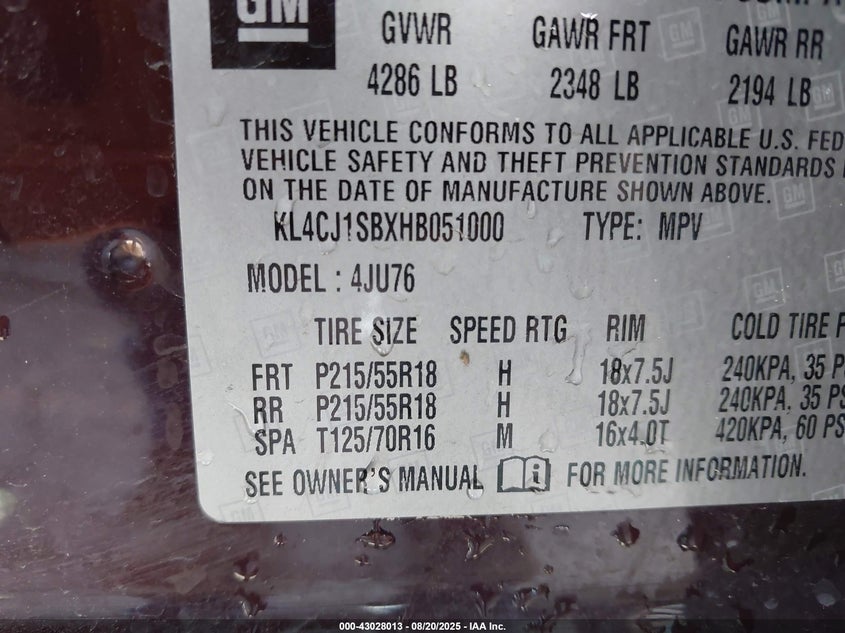 GM
GVWR GAWR FRT GAWR RR
4286 LB 2348 LB 2194 LB
THIS VEHICLE CONFORMS TO ALL APPLICABLE U.S. FED
VEHICLE SAFETY AND THEFT PREVENTION STANDARDS
ON THE DATE OF MANUFACTURE SHOWN ABOVE.
KL4CJ1SBXHB051000 TYPE: MPV
MODEL : 4JU76
TIRE SIZE SPEED RTG RIM COLD TIRE
FRT P215/55R18 H 18x7.5J 240KPA, 35
RR P215/55R18 H 18x7.5J 240KPA, 35 PS
SPA T125/70R16 M 16x4.0T 420KPA, 60 PS
SEE OWNER'S MANUAL i FOR MORE INFORMATION.
000-43028013 - 08/20/2025 - IAA Inc.